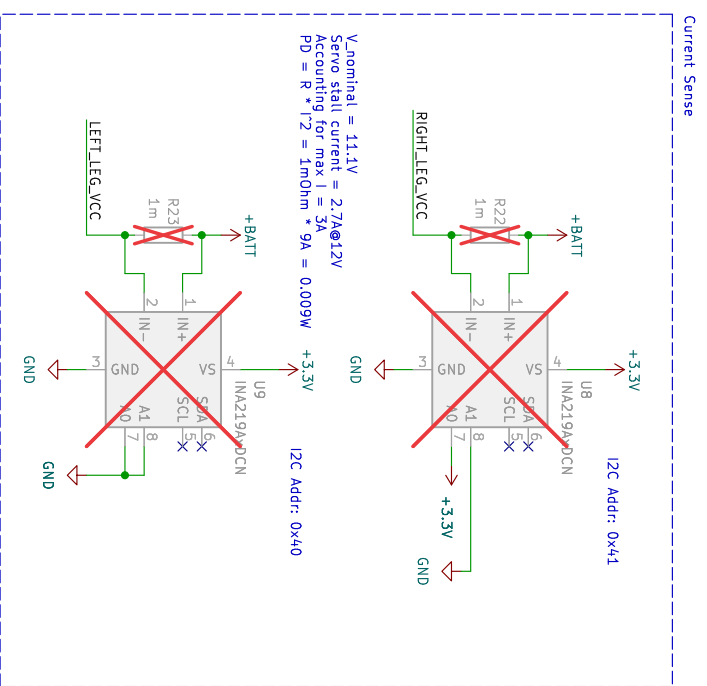 Current Sense
V_nominal = 11.1V
Servo stall current = 2.7A@12V
Accounting for max I = 3A
PD = R * I^2 = 1mOhm * 9A = 0.009W
RIGHT_LEG_VCC
R22
1m
+BATT
2
1
IN-
IN+
GND
3
GND
VS
4
+3.3V
U8
INA219AxDCN
A0
A1
SCL
SDA
7
8
5
6
+3.3V
GND
I2C Addr: 0x41
LEFT_LEG_VCC
R23
1m
+BATT
2
1
IN-
IN+
GND
3
GND
VS
4
+3.3V
U9
INA219AxDCN
A0
A1
SCL
SDA
7
8
5
6
GND
I2C Addr: 0x40